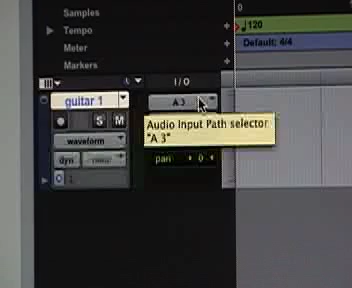 Samples
Tempo
Meter
Markers
0
120
Default: 4/4
I / O
guitar 1
A 3
S M
Audio Input Path selector
"A 3"
waveform
dyn
pan 0